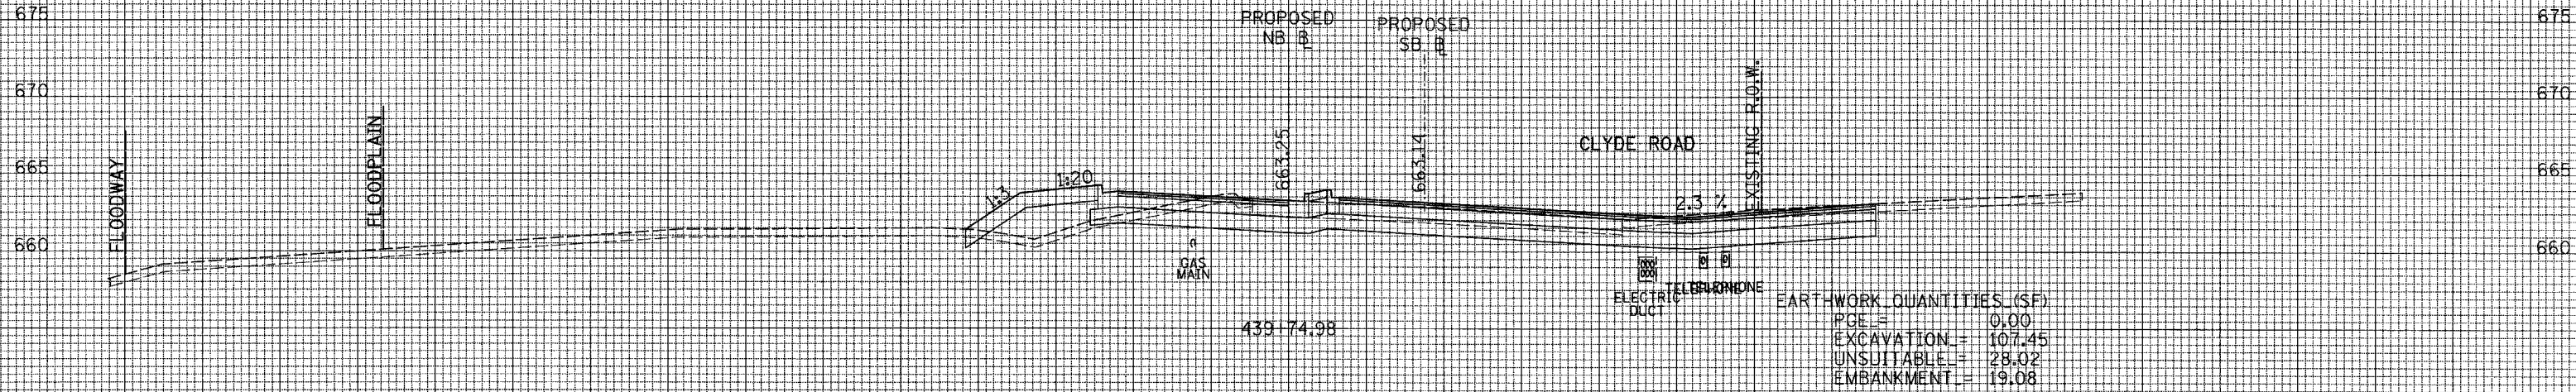 675
675
PROPOSED
NB B
PROPOSED
SB B
670
670
EXISTING R.O.W.
FLOODPLAIN
663.25
663.14
CLYDE ROAD
665
665
FLOODWAY
1:3
1:20
2.3 %
660
660
GAS
MAIN
ELECTRIC
DUCT
TELEPHONE
TELEPHONE
439+74.98
EARTHWORK QUANTITIES (SF)
PGE = 0.00
EXCAVATION = 107.45
UNSUITABLE = 28.02
EMBANKMENT = 19.08